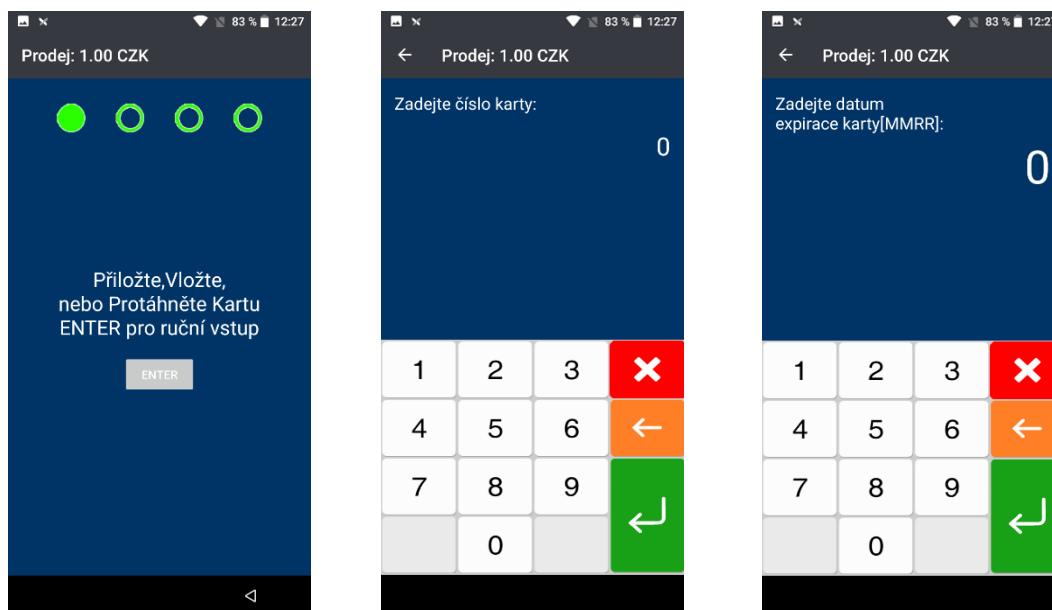 83 % 12:27
Prodej: 1.00 CZK
Přiložte,Vložte,
nebo Protáhněte Kartu
ENTER pro ruční vstup
ENTER
83 % 12:27
Prodej: 1.00 CZK
Zadejte číslo karty:
0
1 2 3
4 5 6
7 8 9
0
83 % 12:27
Prodej: 1.00 CZK
Zadejte datum
expirace karty[MMRR]:
0
1 2 3
4 5 6
7 8 9
0